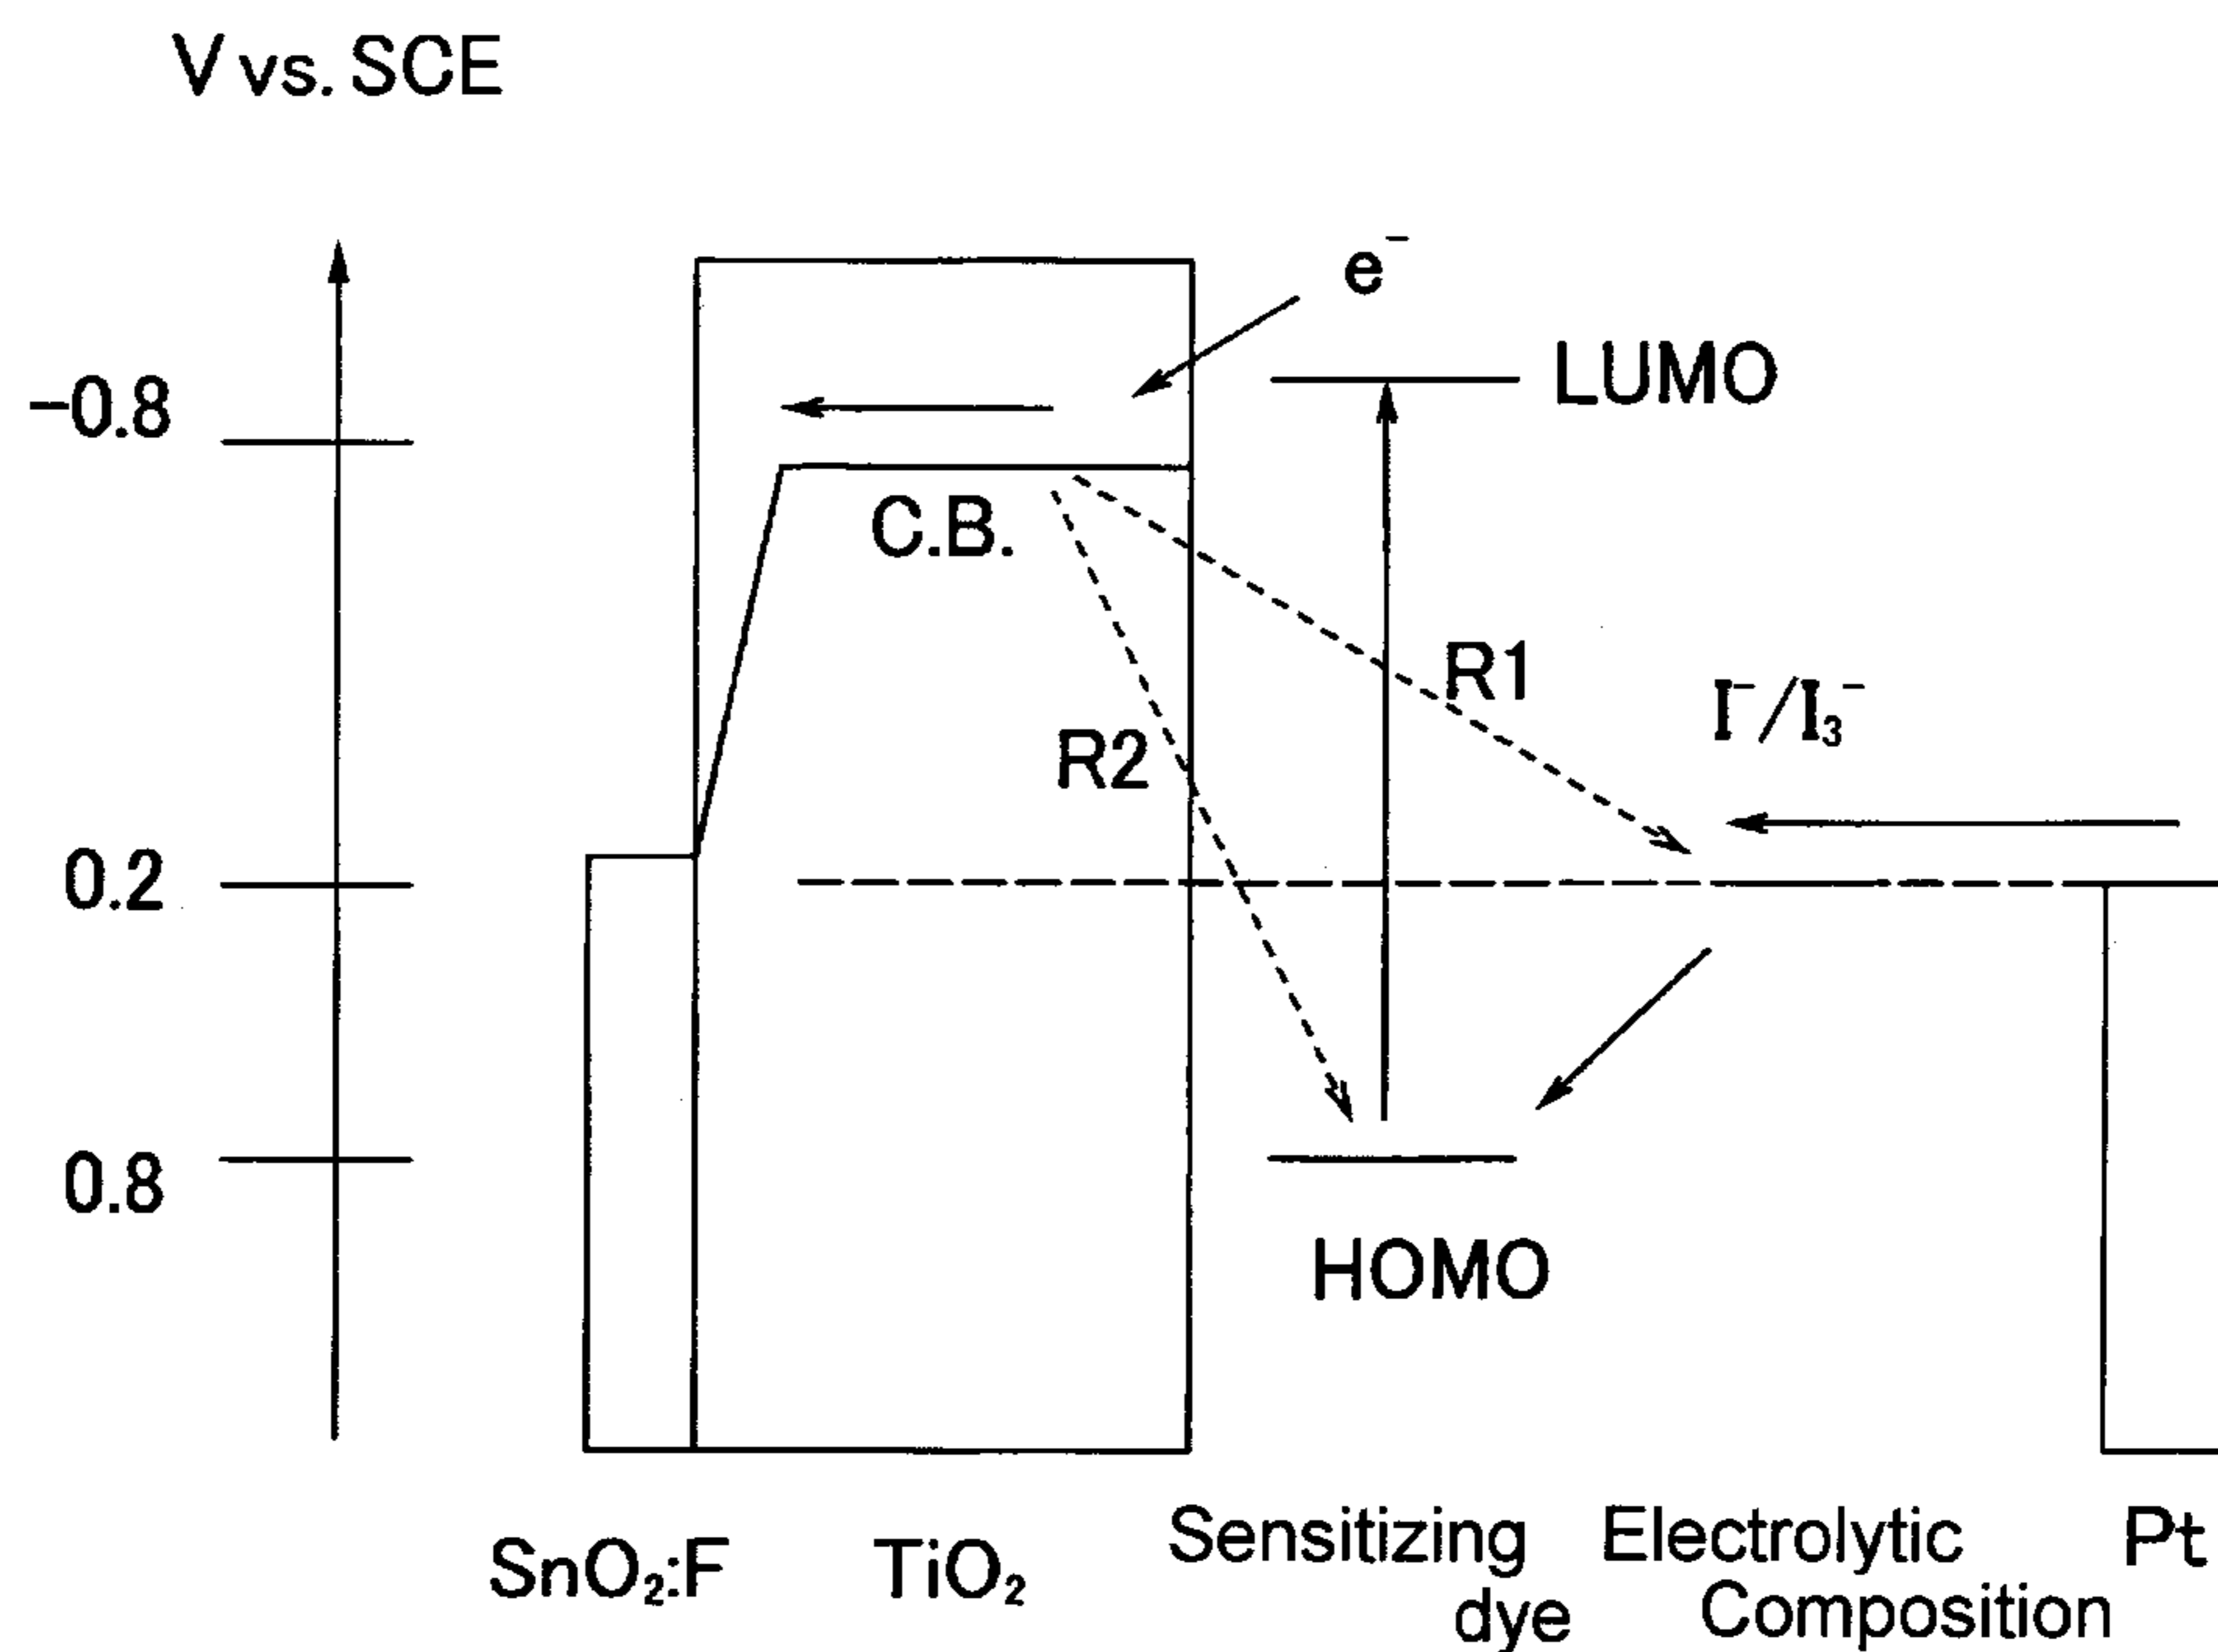 V vs. SCE
e⁻
LUMO
−0.8
C.B.
R1
I⁻/I₃⁻
R2
0.2
0.8
HOMO
SnO₂:F
TiO₂
Sensitizing
dye
Electrolytic
Composition
Pt